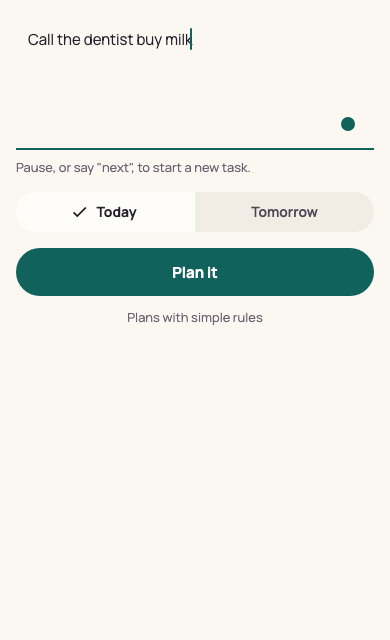 Call the dentist buy milk
Pause, or say "next", to start a new task.
Today
Tomorrow
Plan it
Plans with simple rules